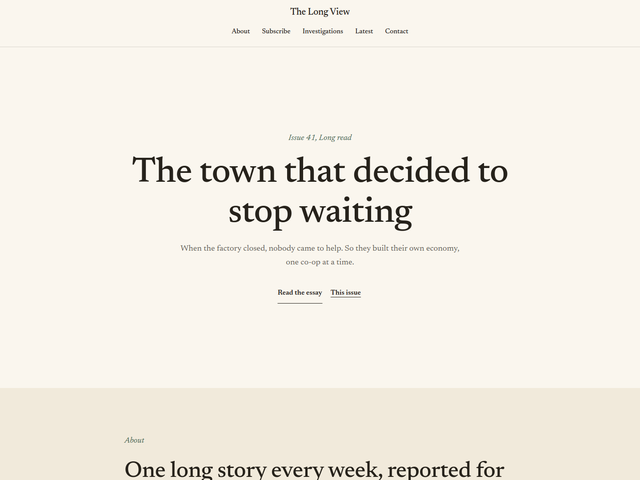 The Long View
About Subscribe Investigations Latest Contact
Issue 41, Long read
The town that decided to
stop waiting
When the factory closed, nobody came to help. So they built their own economy,
one co-op at a time.
Read the essay This issue
About
One long story every week, reported for